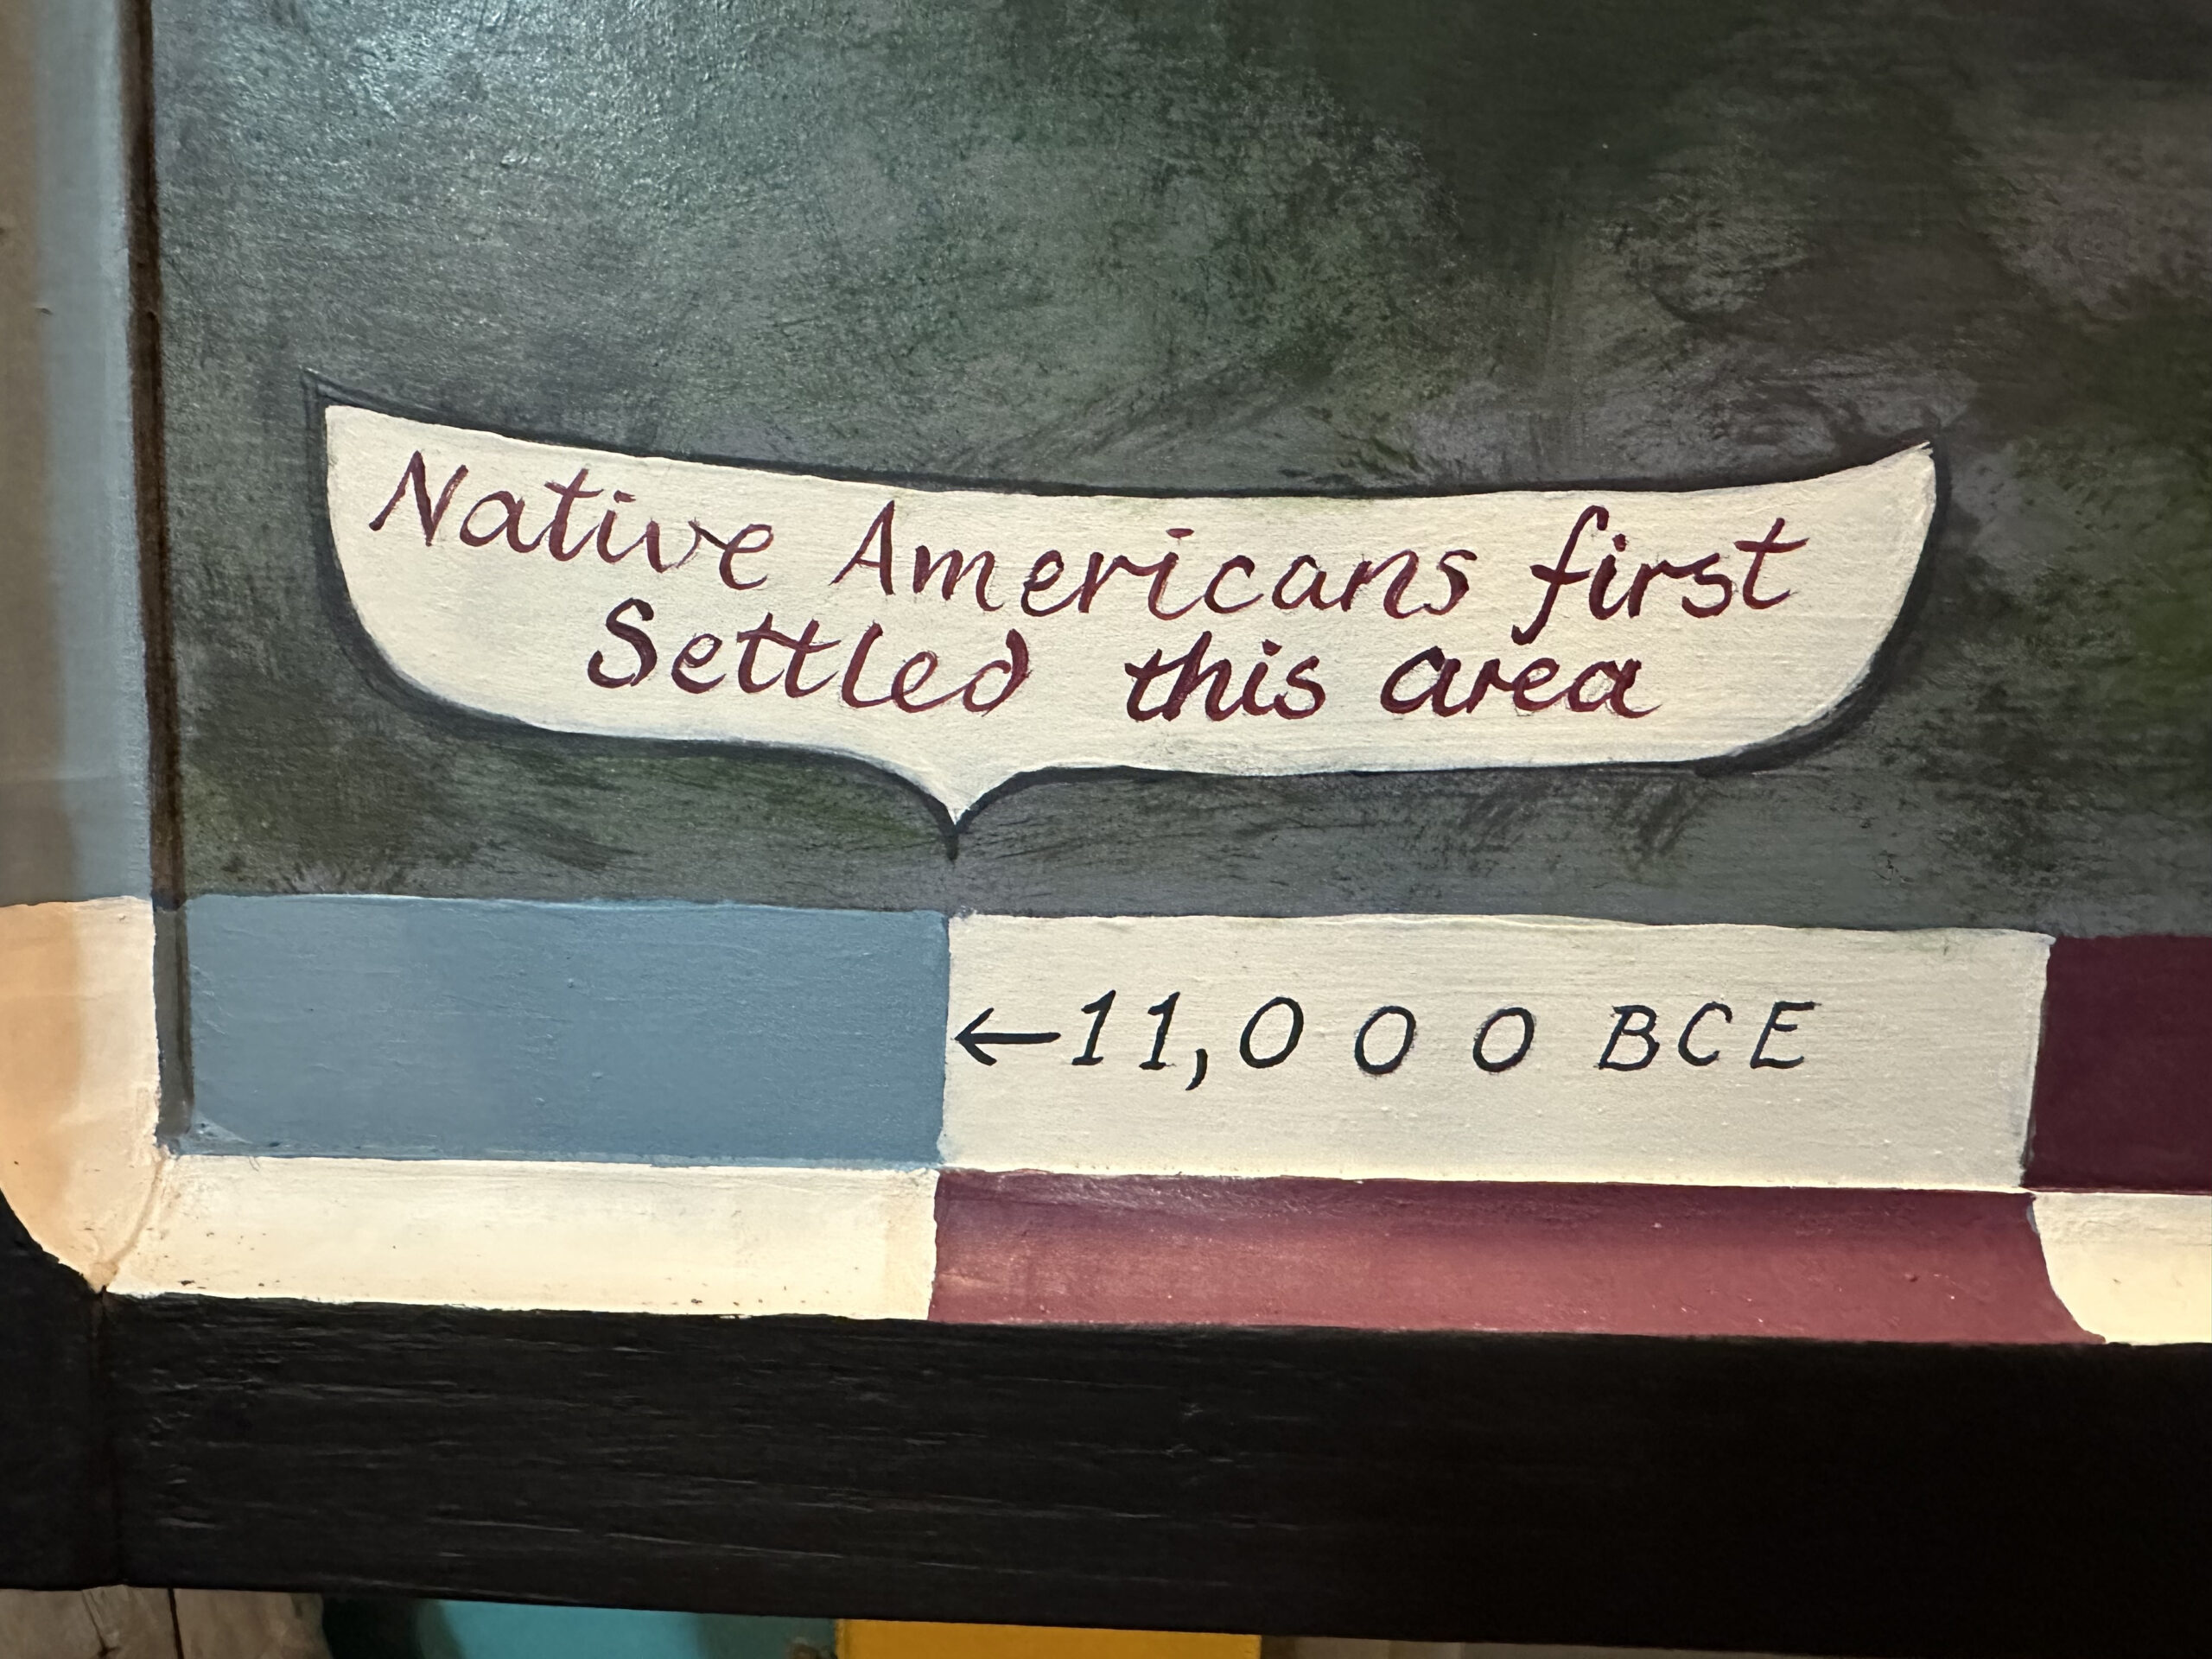 Native Americans first
Settled this area
←11,000 BCE